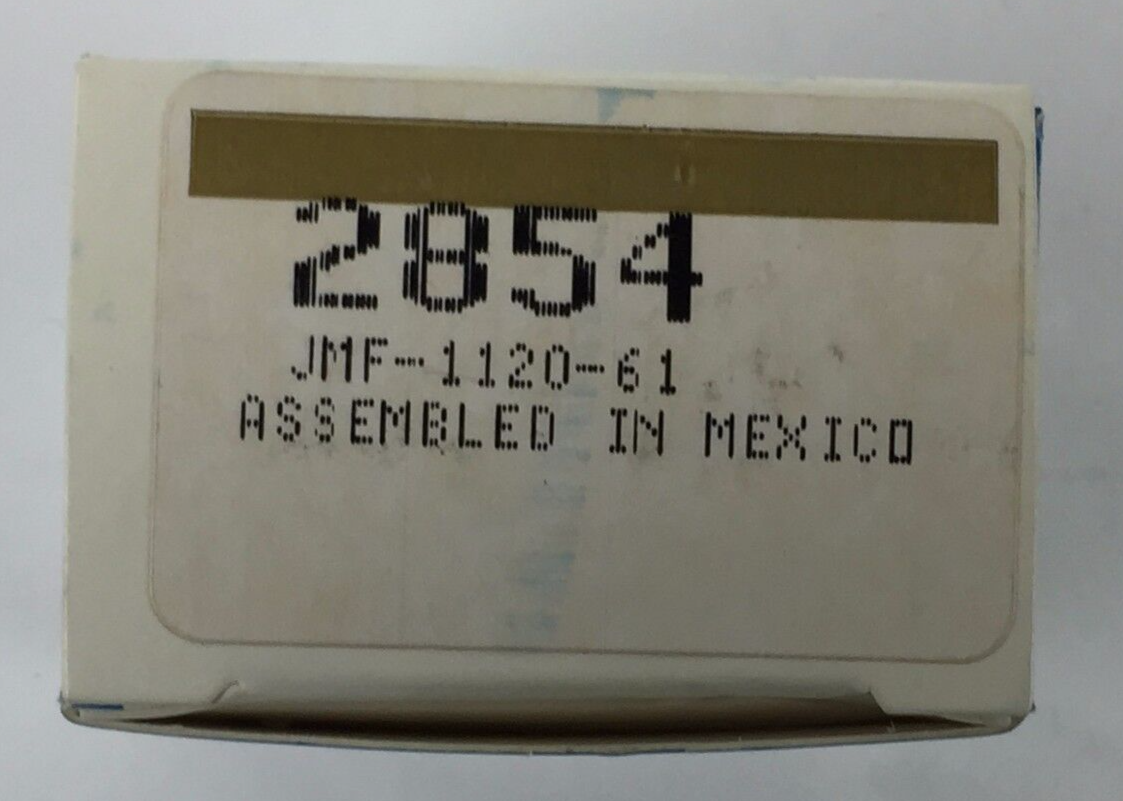 2854
JMF-1120-61
ASSEMBLED IN MEXICO